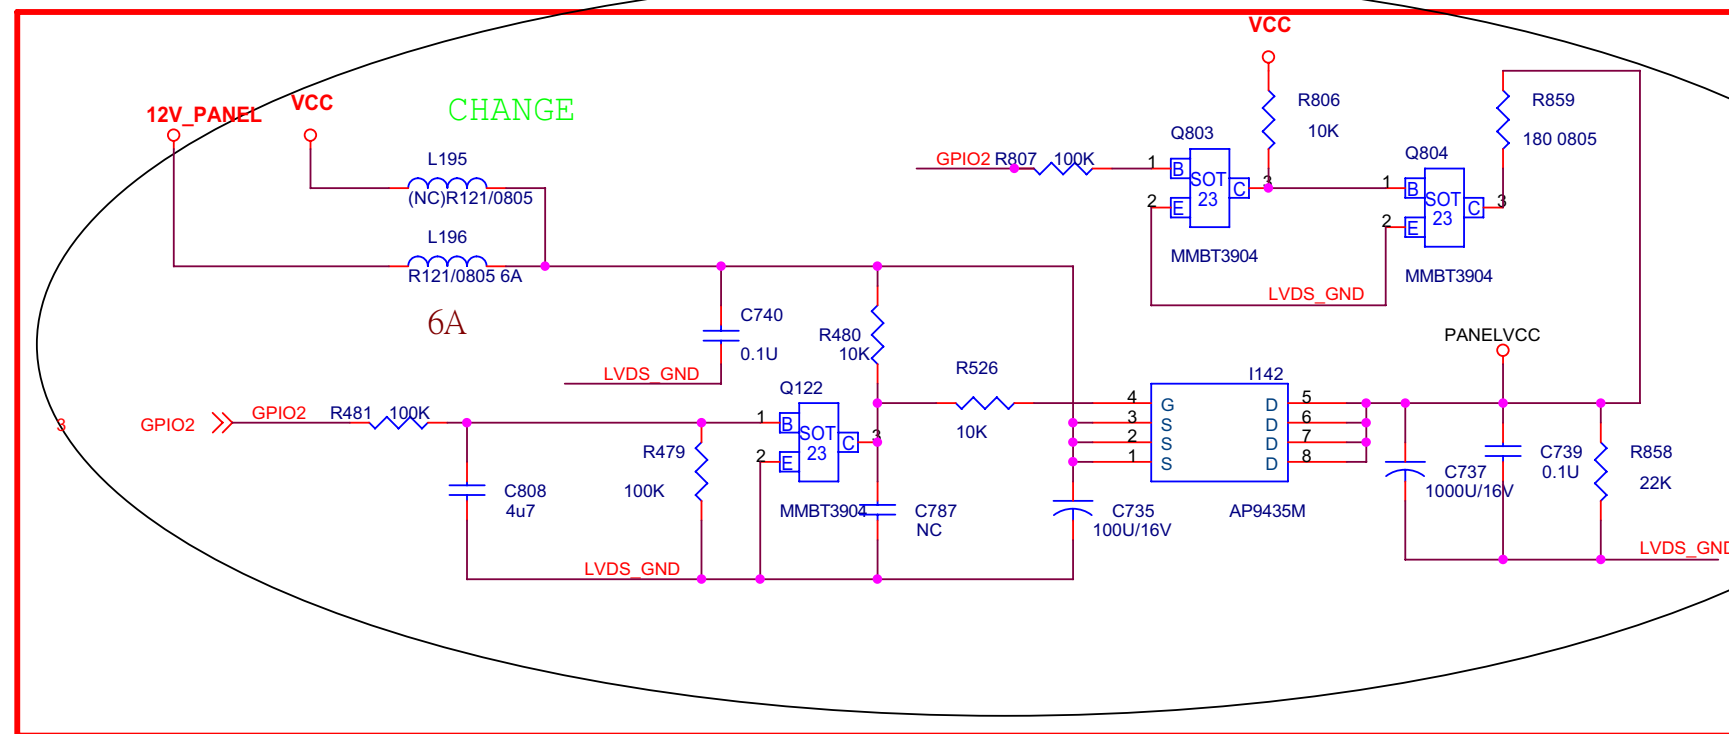 VCC
12V_PANEL
VCC
CHANGE
L195
(NC)R121/0805
L196
R121/0805 6A
6A
C740
0.1U
LVDS_GND
R480
10K
R526
10K
Q122
1
B
SOT
23
C
3
2
E
MMBT3904
3
GPIO2
GPIO2
R481
100K
R479
100K
C808
4u7
C787
NC
LVDS_GND
C735
100U/16V
GPIO2
R807
100K
Q803
1
B
SOT
23
C
3
2
E
MMBT3904
R806
10K
Q804
1
B
SOT
23
C
3
2
E
MMBT3904
R859
180 0805
LVDS_GND
PANELVCC
I142
4 G D 5
3 S D 6
2 S D 7
1 S D 8
AP9435M
C737
1000U/16V
C739
0.1U
R858
22K
LVDS_GND